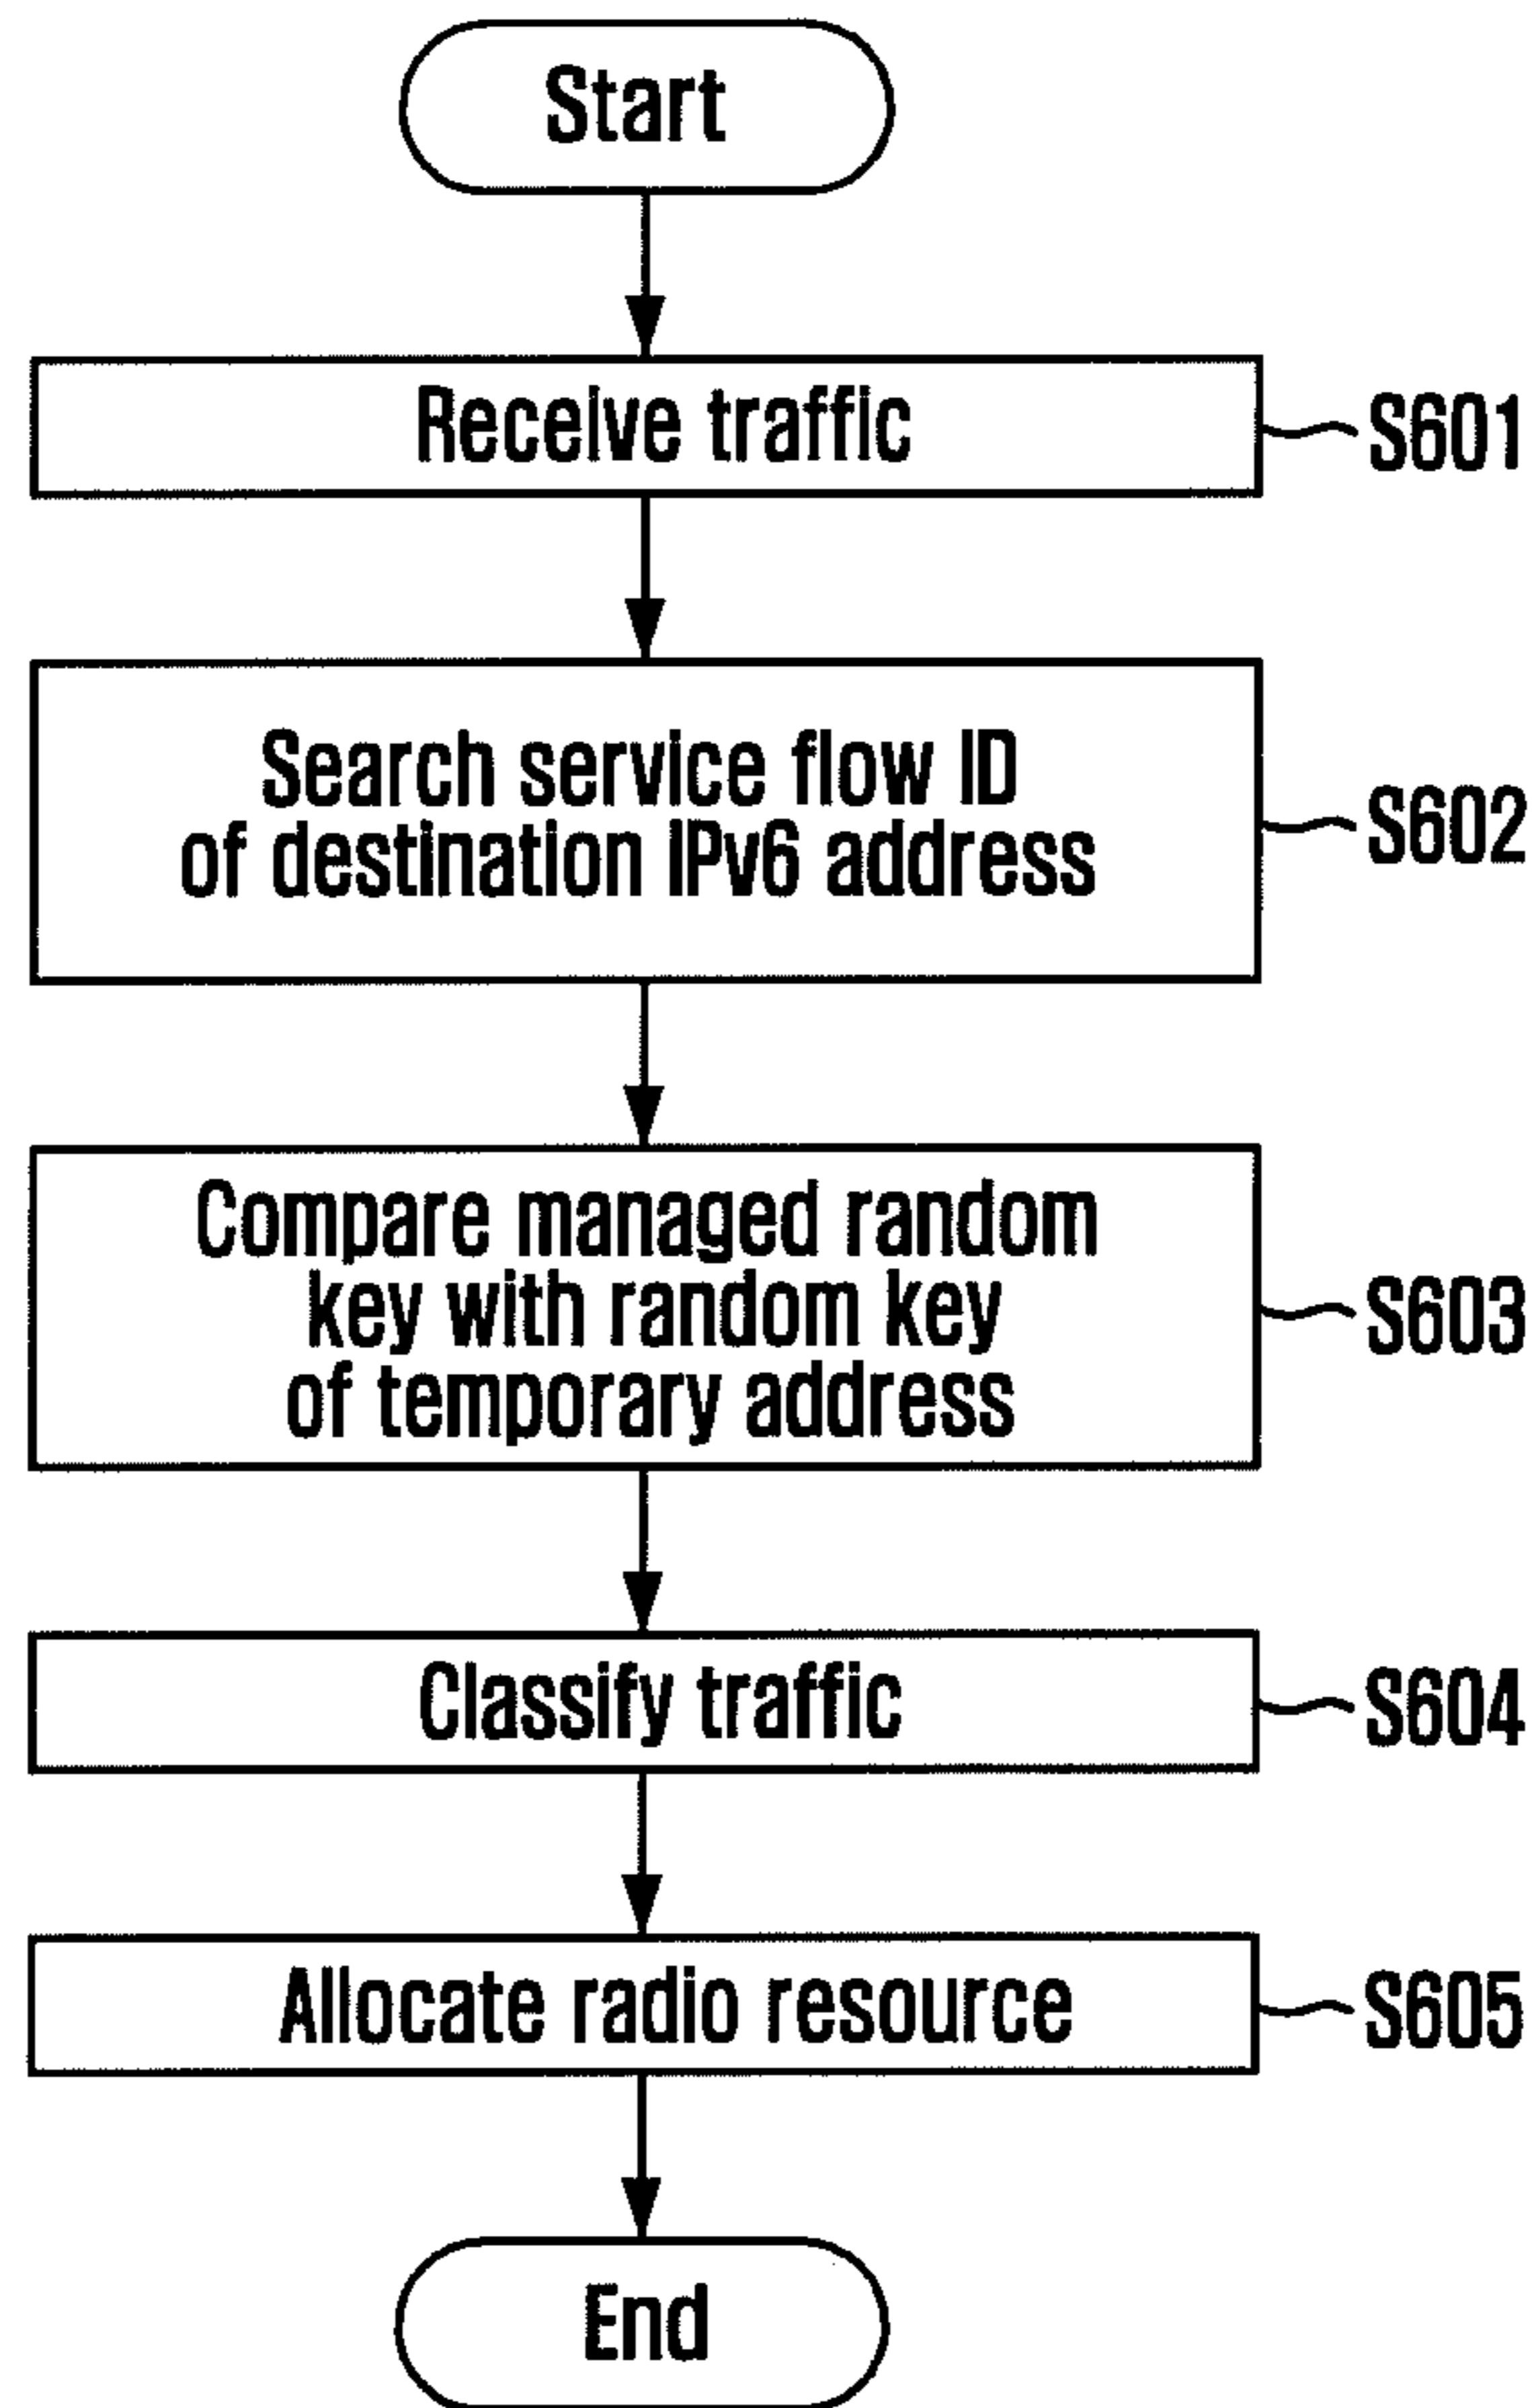 Start
Receive traffic
S601
Search service flow ID
of destination IPv6 address
S602
Compare managed random
key with random key
of temporary address
S603
Classify traffic
S604
Allocate radio resource
S605
End